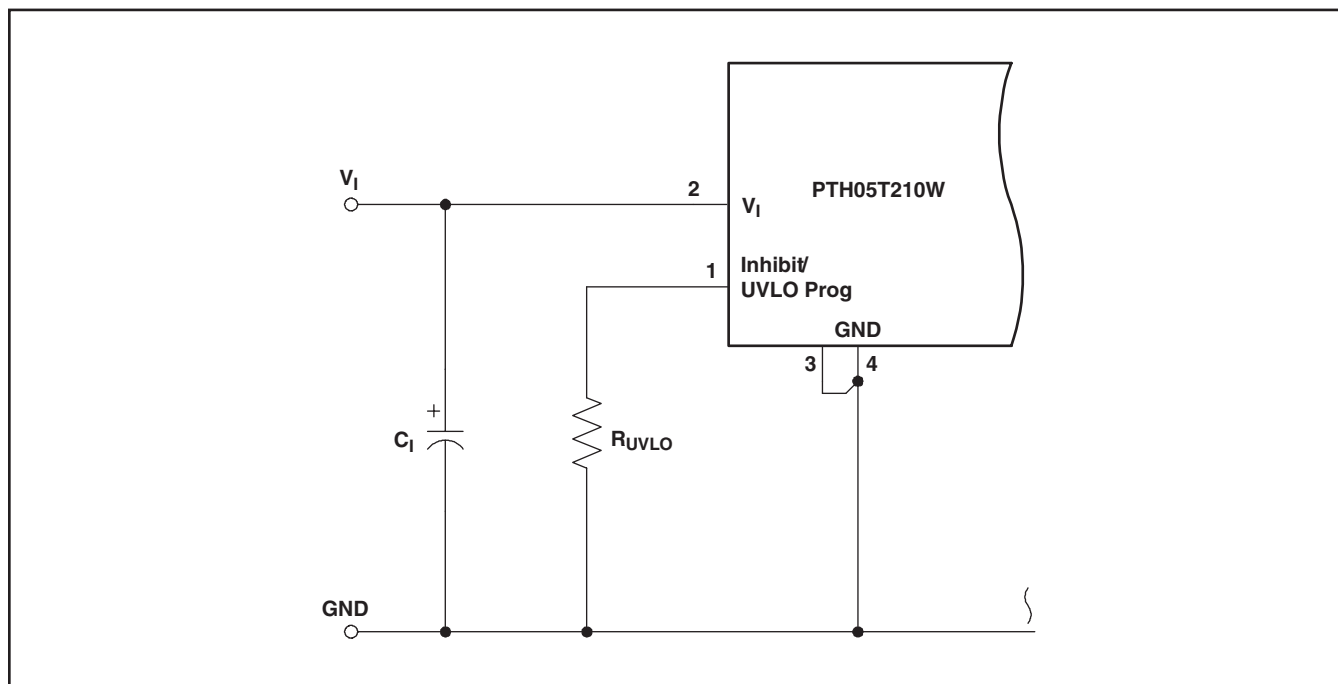 V_I
2
V_I
PTH05T210W
1
Inhibit/
UVLO Prog
GND
3
4
+
C_I
R_UVLO
GND